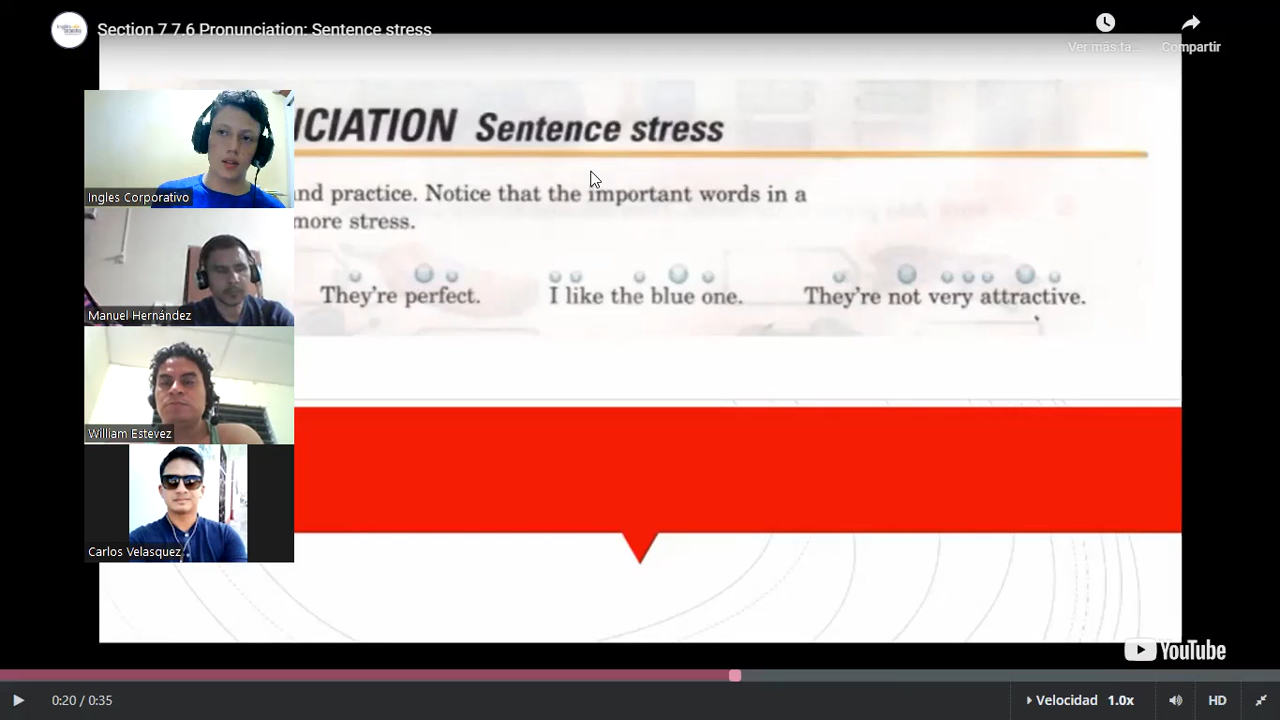 Section 7 7.6 Pronunciation: Sentence stress
Ver más ta...
Compartir
NCIATION Sentence stress
nd practice. Notice that the important words in a
more stress.
They're perfect.
I like the blue one.
They're not very attractive.
Ingles Corporativo
Manuel Hernández
William Estevez
Carlos Velasquez
YouTube
0:20 / 0:35
Velocidad 1.0x
HD